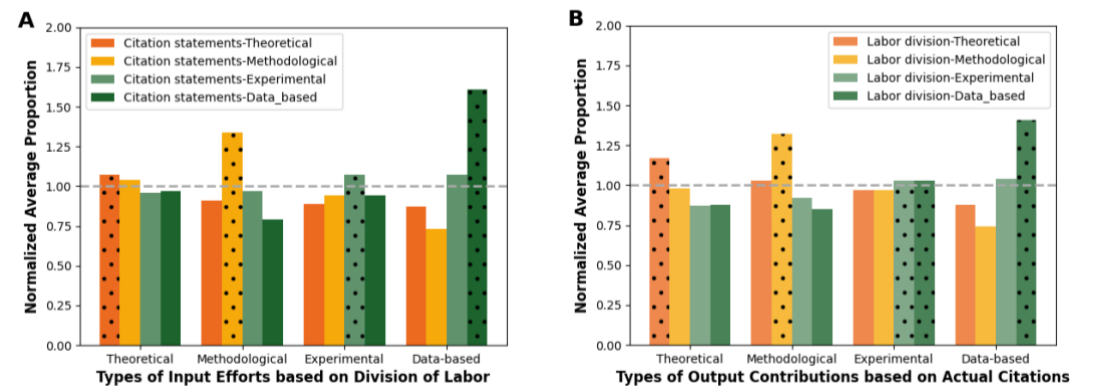 A
Normalized Average Proportion
2.00
1.75
1.50
1.25
1.00
0.75
0.50
0.25
0.00
Citation statements-Theoretical
Citation statements-Methodological
Citation statements-Experimental
Citation statements-Data_based
Theoretical
Methodological
Experimental
Data-based
Types of Input Efforts based on Division of Labor
B
Normalized Average Proportion
2.00
1.75
1.50
1.25
1.00
0.75
0.50
0.25
0.00
Labor division-Theoretical
Labor division-Methodological
Labor division-Experimental
Labor division-Data_based
Theoretical
Methodological
Experimental
Data-based
Types of Output Contributions based on Actual Citations